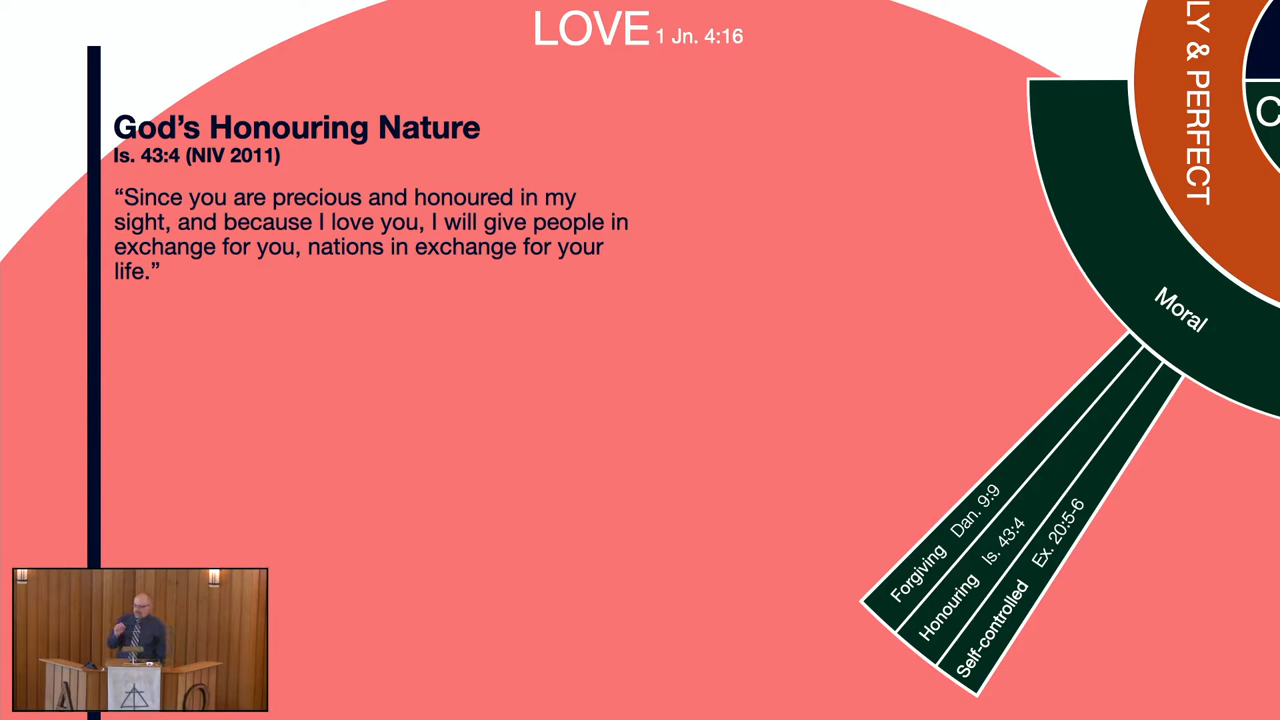 LOVE 1 Jn. 4:16
God’s Honouring Nature
Is. 43:4 (NIV 2011)
“Since you are precious and honoured in my
sight, and because I love you, I will give people in
exchange for you, nations in exchange for your
life.”
LY & PERFECT
C
Moral
Forgiving Dan. 9:9
Honouring Is. 43:4
Self-controlled Ex. 20:5-6
A
O